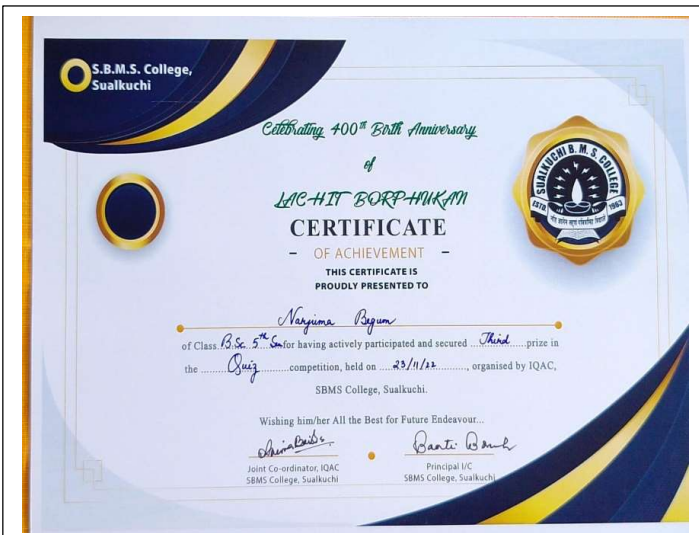 S.B.M.S. College,
Sualkuchi
Celebrating 400th Birth Anniversary
of
LACHIT BORPHUKAN
SUALKUCHI B. M. S. COLLEGE
ESTD 1963
CERTIFICATE
- OF ACHIEVEMENT -
THIS CERTIFICATE IS
PROUDLY PRESENTED TO
Narjuma Begum
of Class B.Sc. 5th Sem for having actively participated and secured Third prize in
the Quiz competition, held on 23/11/22, organised by IQAC,
SBMS College, Sualkuchi.
Wishing him/her All the Best for Future Endeavour...
Joint Co-ordinator, IQAC
SBMS College, Sualkuchi
Principal I/C
SBMS College, Sualkuchi